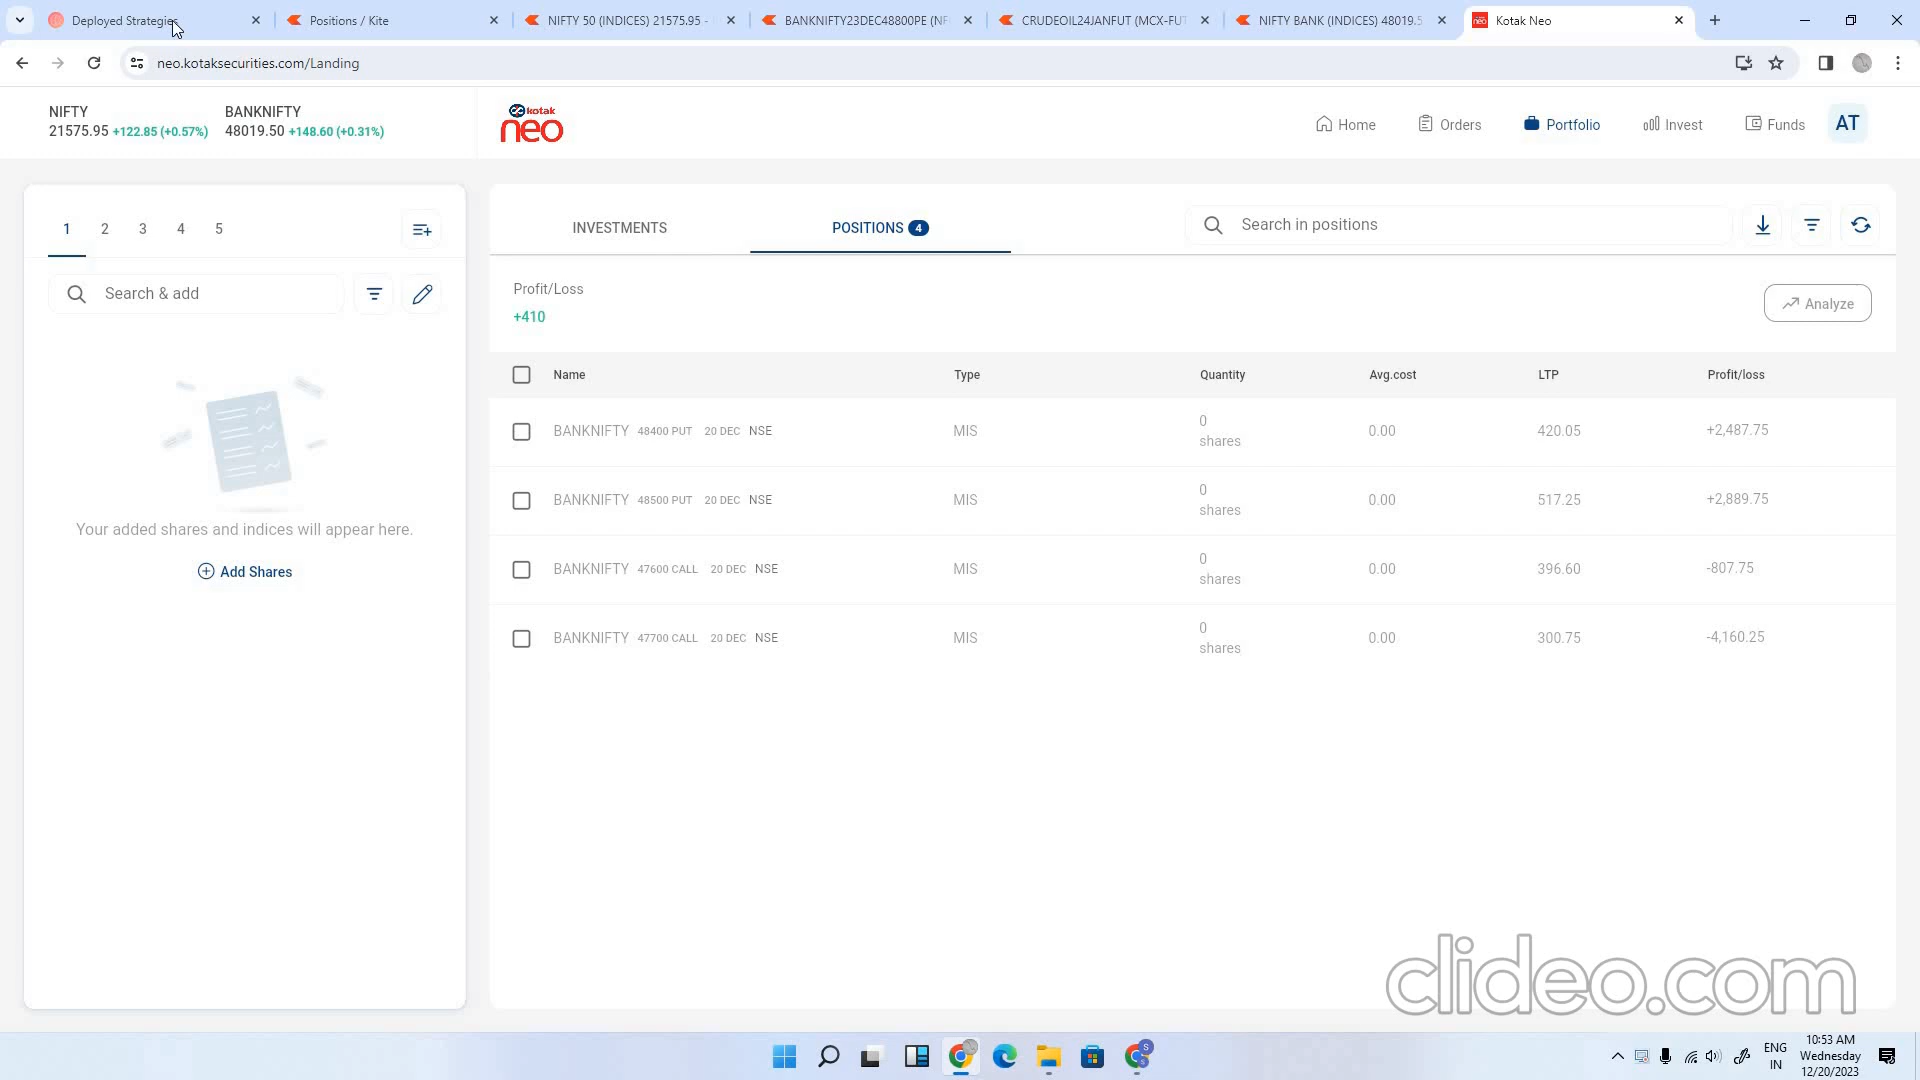 Deployed Strategies
Positions / Kite
NIFTY 50 (INDICES) 21575.95 -
BANKNIFTY23DEC48800PE (NF
CRUDEOIL24JANFUT (MCX-FUT
NIFTY BANK (INDICES) 48019.5
Kotak Neo
neo.kotaksecurities.com/Landing
NIFTY
21575.95 +122.85 (+0.57%)
BANKNIFTY
48019.50 +148.60 (+0.31%)
kotak
neo
Home
Orders
Portfolio
Invest
Funds
AT
1 2 3 4 5
Search & add
Your added shares and indices will appear here.
Add Shares
INVESTMENTS
POSITIONS 4
Search in positions
Profit/Loss
+410
Analyze
Name Type Quantity Avg.cost LTP Profit/loss
BANKNIFTY 48400 PUT 20 DEC NSE MIS 0 shares 0.00 420.05 +2,487.75
BANKNIFTY 48500 PUT 20 DEC NSE MIS 0 shares 0.00 517.25 +2,889.75
BANKNIFTY 47600 CALL 20 DEC NSE MIS 0 shares 0.00 396.60 -807.75
BANKNIFTY 47700 CALL 20 DEC NSE MIS 0 shares 0.00 300.75 -4,160.25
clideo.com
S
ENG
IN
10:53 AM
Wednesday
12/20/2023